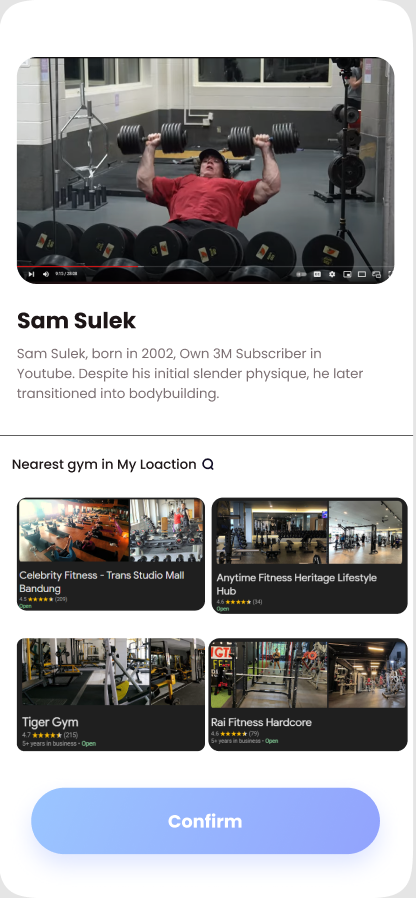 Sam Sulek
Sam Sulek, born in 2002, Own 3M Subscriber in
Youtube. Despite his initial slender physique, he later
transitioned into bodybuilding.
Nearest gym in My Loaction
Celebrity Fitness - Trans Studio Mall
Bandung
4.5 ★★★★★ (209)
Open
Anytime Fitness Heritage Lifestyle
Hub
4.6 ★★★★★ (34)
Open
Tiger Gym
4.7 ★★★★★ (215)
5+ years in business · Open
Rai Fitness Hardcore
4.6 ★★★★★ (79)
5+ years in business · Open
Confirm